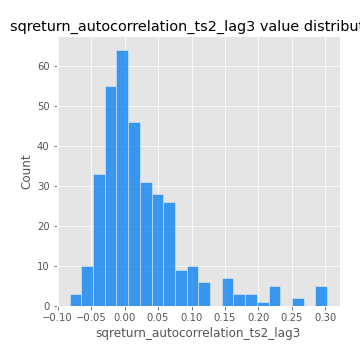 sqreturn_autocorrelation_ts2_lag3 value distribut
60
50
40
30
20
10
0
Count
−0.10 −0.05 0.00 0.05 0.10 0.15 0.20 0.25 0.30
sqreturn_autocorrelation_ts2_lag3